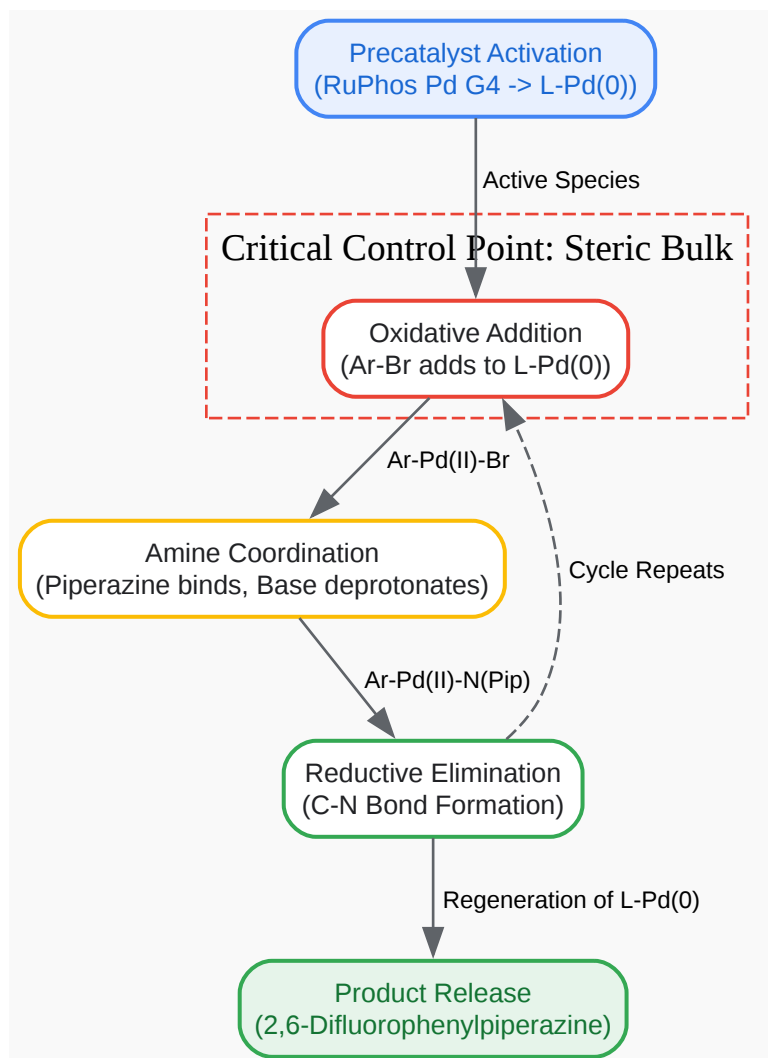 Precatalyst Activation
(RuPhos Pd G4 -> L-Pd(0))
Active Species
Critical Control Point: Steric Bulk
Oxidative Addition
(Ar-Br adds to L-Pd(0))
Ar-Pd(II)-Br
Amine Coordination
(Piperazine binds, Base deprotonates)
Cycle Repeats
Ar-Pd(II)-N(Pip)
Reductive Elimination
(C-N Bond Formation)
Regeneration of L-Pd(0)
Product Release
(2,6-Difluorophenylpiperazine)